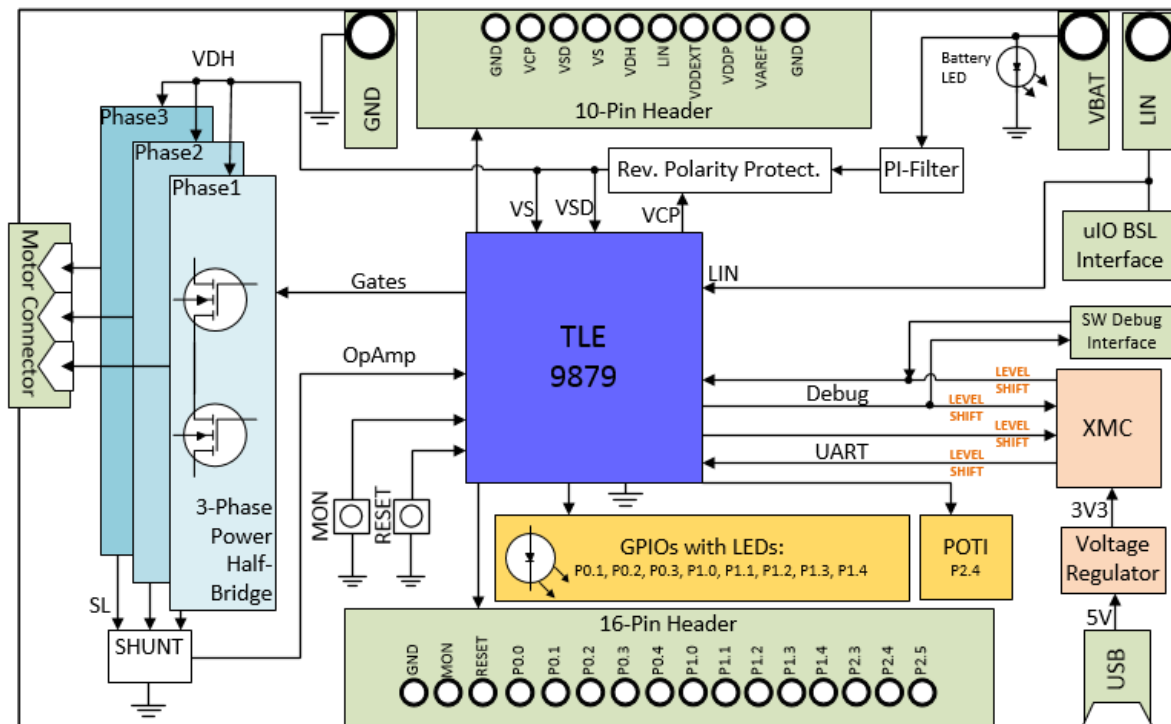 GND
GND
VCP
VSD
VS
VDH
LIN
VDDEXT
VDDP
VAREF
GND
10-Pin Header
Battery
LED
VBAT
LIN
VDH
Phase3
Phase2
Phase1
Rev. Polarity Protect.
PI-Filter
VS
VSD
VCP
uIO BSL
Interface
Motor Connector
Gates
LIN
TLE
9879
SW Debug
Interface
OpAmp
Debug
LEVEL
SHIFT
LEVEL
SHIFT
LEVEL
SHIFT
LEVEL
SHIFT
UART
XMC
MON
RESET
3-Phase
Power
Half-
Bridge
3V3
GPIOs with LEDs:
P0.1, P0.2, P0.3, P1.0, P1.1, P1.2, P1.3, P1.4
POTI
P2.4
Voltage
Regulator
SL
SHUNT
5V
USB
16-Pin Header
GND
MON
RESET
P0.0
P0.1
P0.2
P0.3
P0.4
P1.0
P1.1
P1.2
P1.3
P1.4
P2.3
P2.4
P2.5